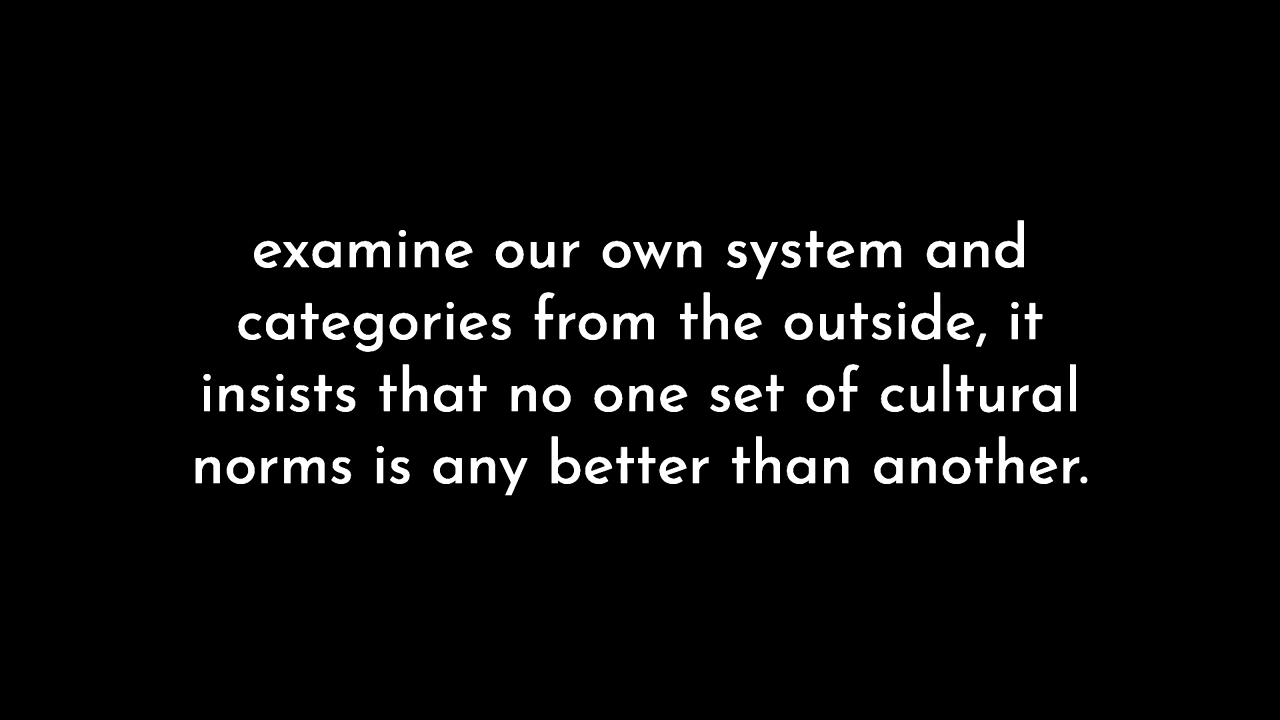 examine our own system and
categories from the outside, it
insists that no one set of cultural
norms is any better than another.